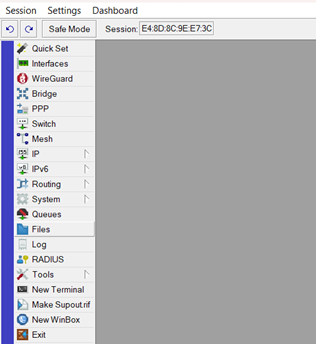 Session Settings Dashboard
Safe Mode Session: E4:8D:8C:9E:E7:3C
Quick Set
Interfaces
WireGuard
Bridge
PPP
Switch
Mesh
IP
IPv6
Routing
System
Queues
Files
Log
RADIUS
Tools
New Terminal
Make Supout.rif
New WinBox
Exit